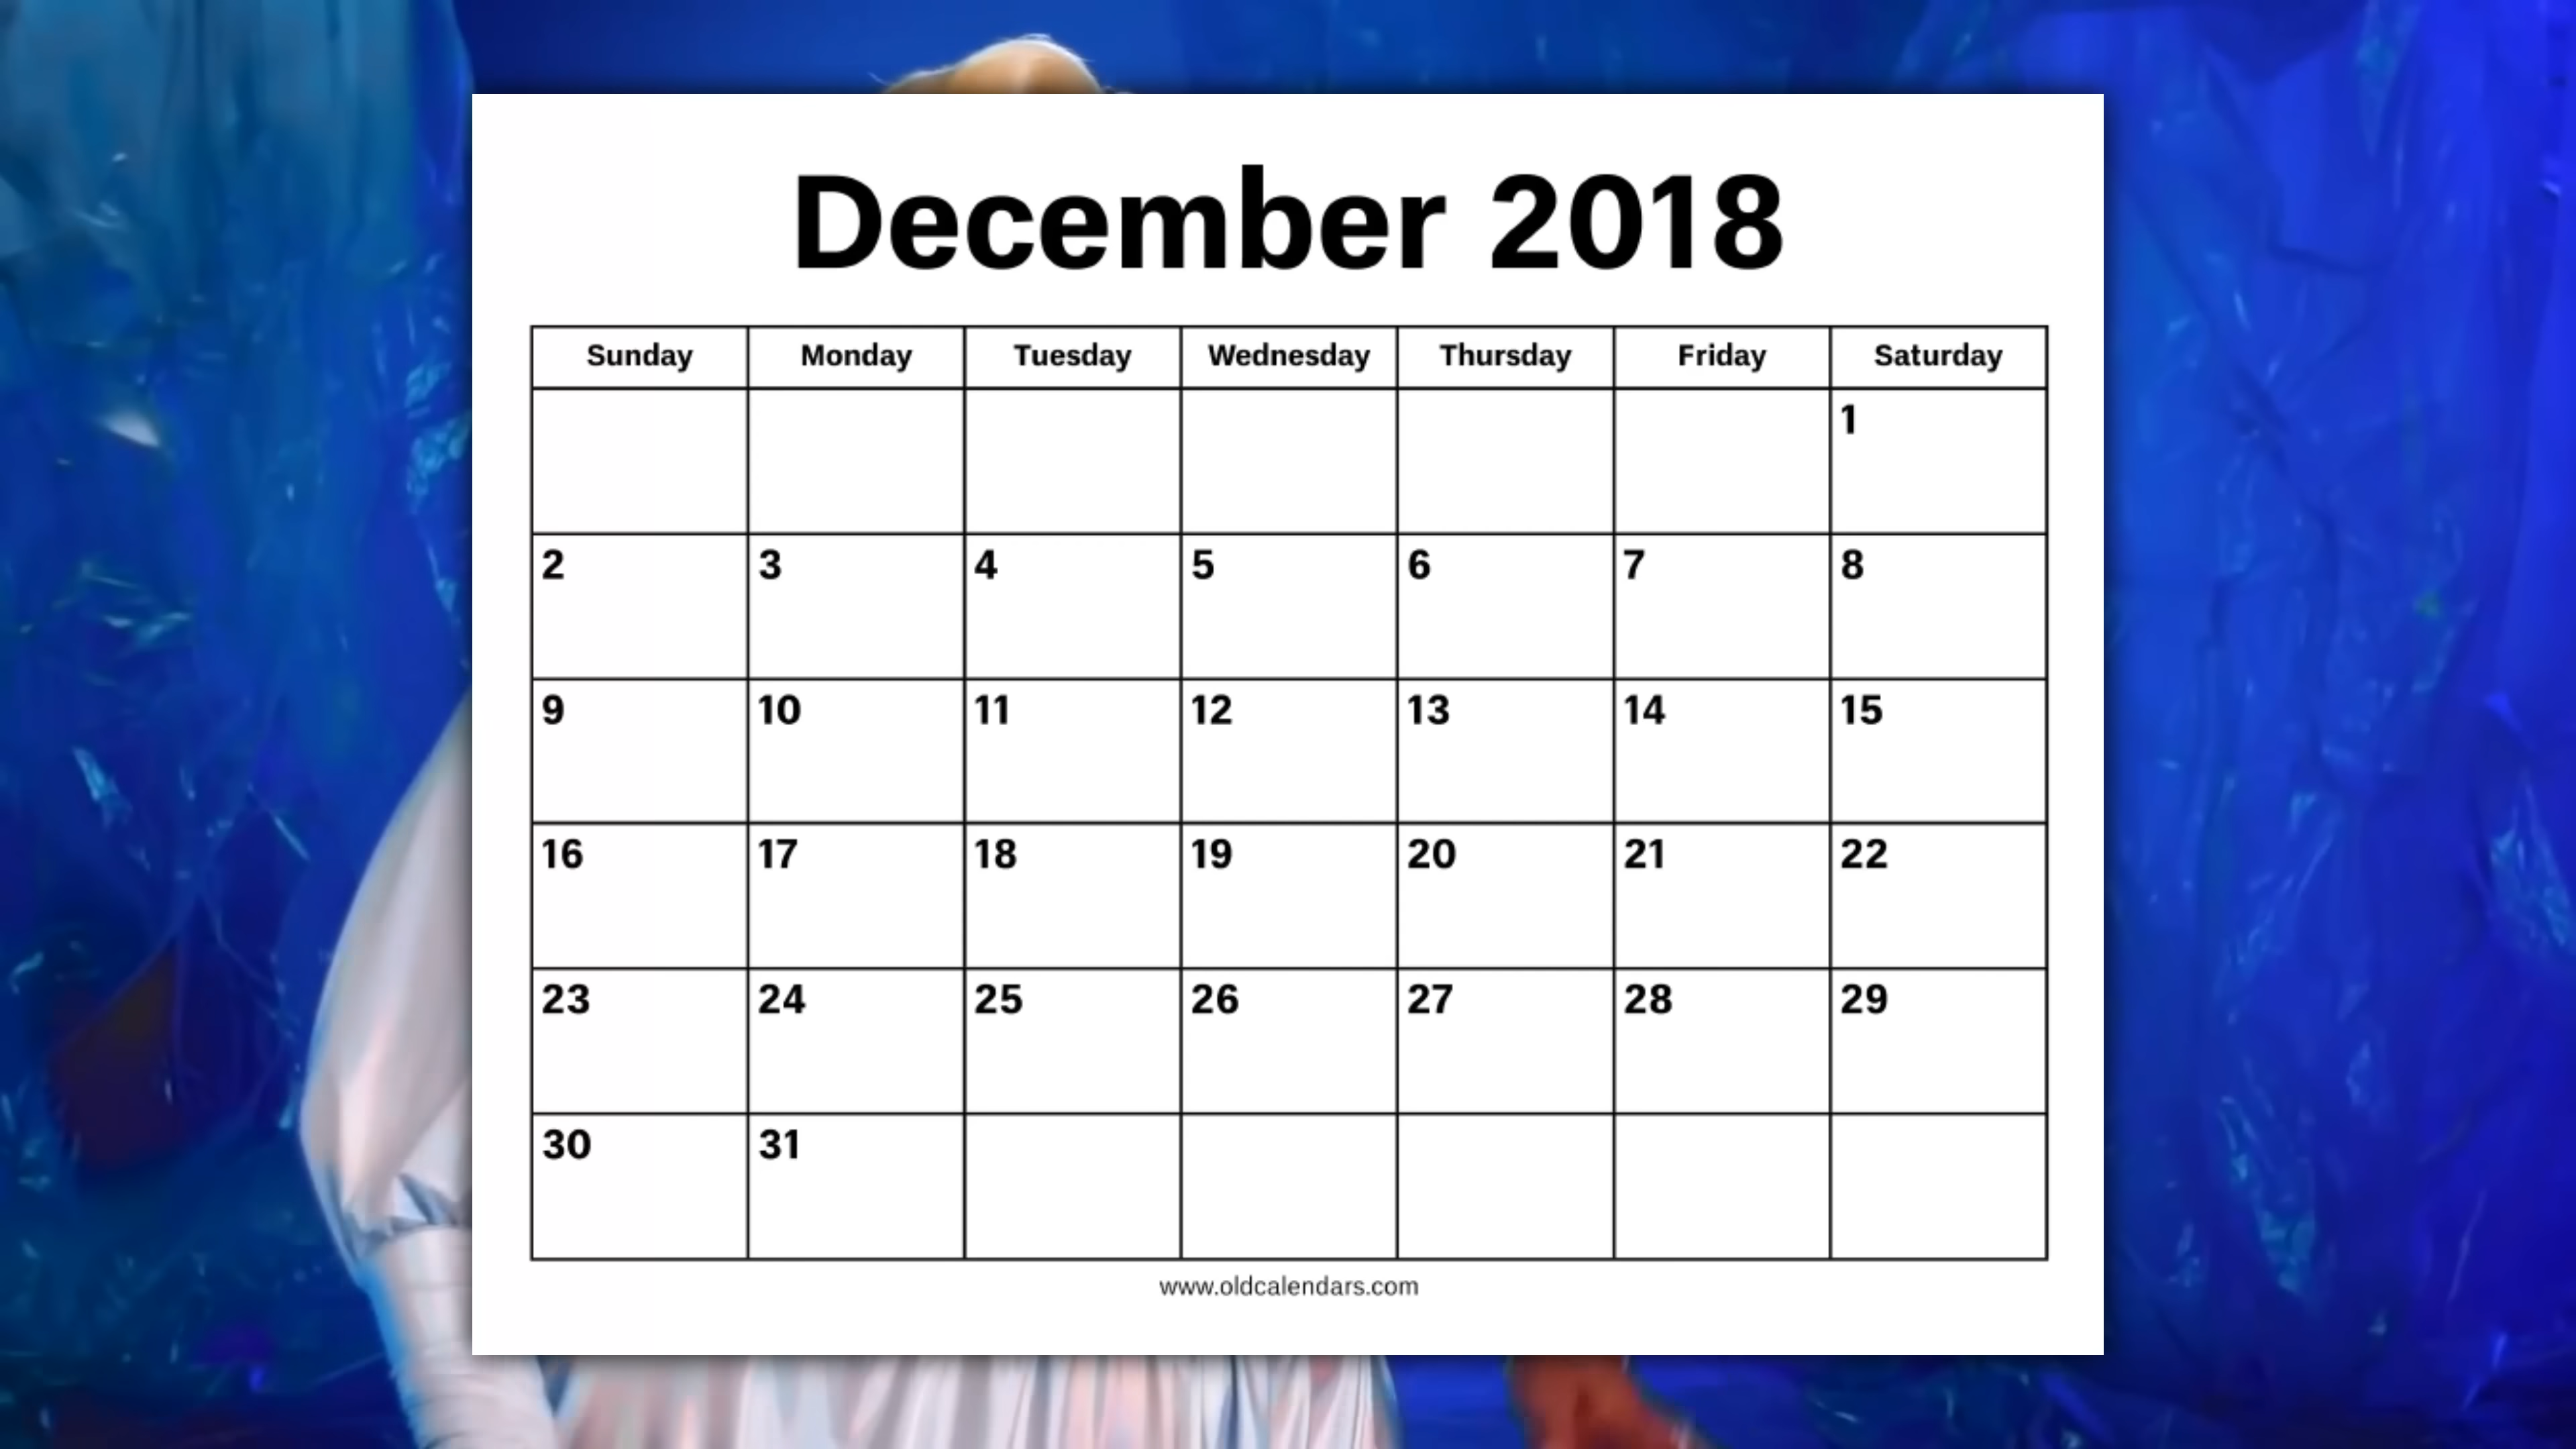 December 2018
Sunday Monday Tuesday Wednesday Thursday Friday Saturday
1
2 3 4 5 6 7 8
9 10 11 12 13 14 15
16 17 18 19 20 21 22
23 24 25 26 27 28 29
30 31
www.oldcalendars.com